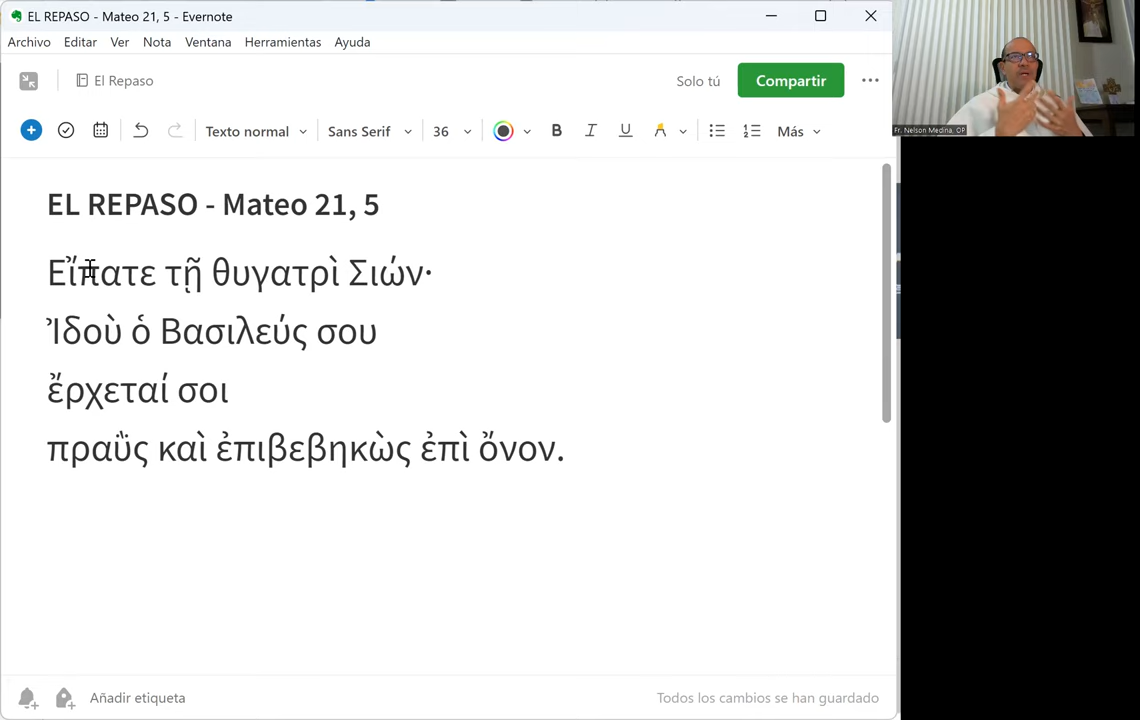 EL REPASO - Mateo 21, 5 - Evernote
Archivo Editar Ver Nota Ventana Herramientas Ayuda
El Repaso
Solo tú
Compartir
Texto normal
Sans Serif
36
B I U A
Más
EL REPASO - Mateo 21, 5
Εἴπατε τῇ θυγατρὶ Σιών·
Ἰδοὺ ὁ Βασιλεύς σου
ἔρχεταί σοι
πραῢς καὶ ἐπιβεβηκὼς ἐπὶ ὄνον.
Añadir etiqueta
Todos los cambios se han guardado
Fr. Nelson Medina, OP